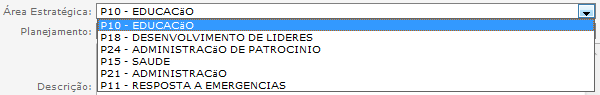 Área Estratégica: P10 - EDUCACãO
P10 - EDUCACãO
Planejamento: P18 - DESENVOLVIMENTO DE LIDERES
P24 - ADMINISTRACãO DE PATROCINIO
P15 - SAUDE
P21 - ADMINISTRACãO
Descrição: P11 - RESPOSTA A EMERGENCIAS